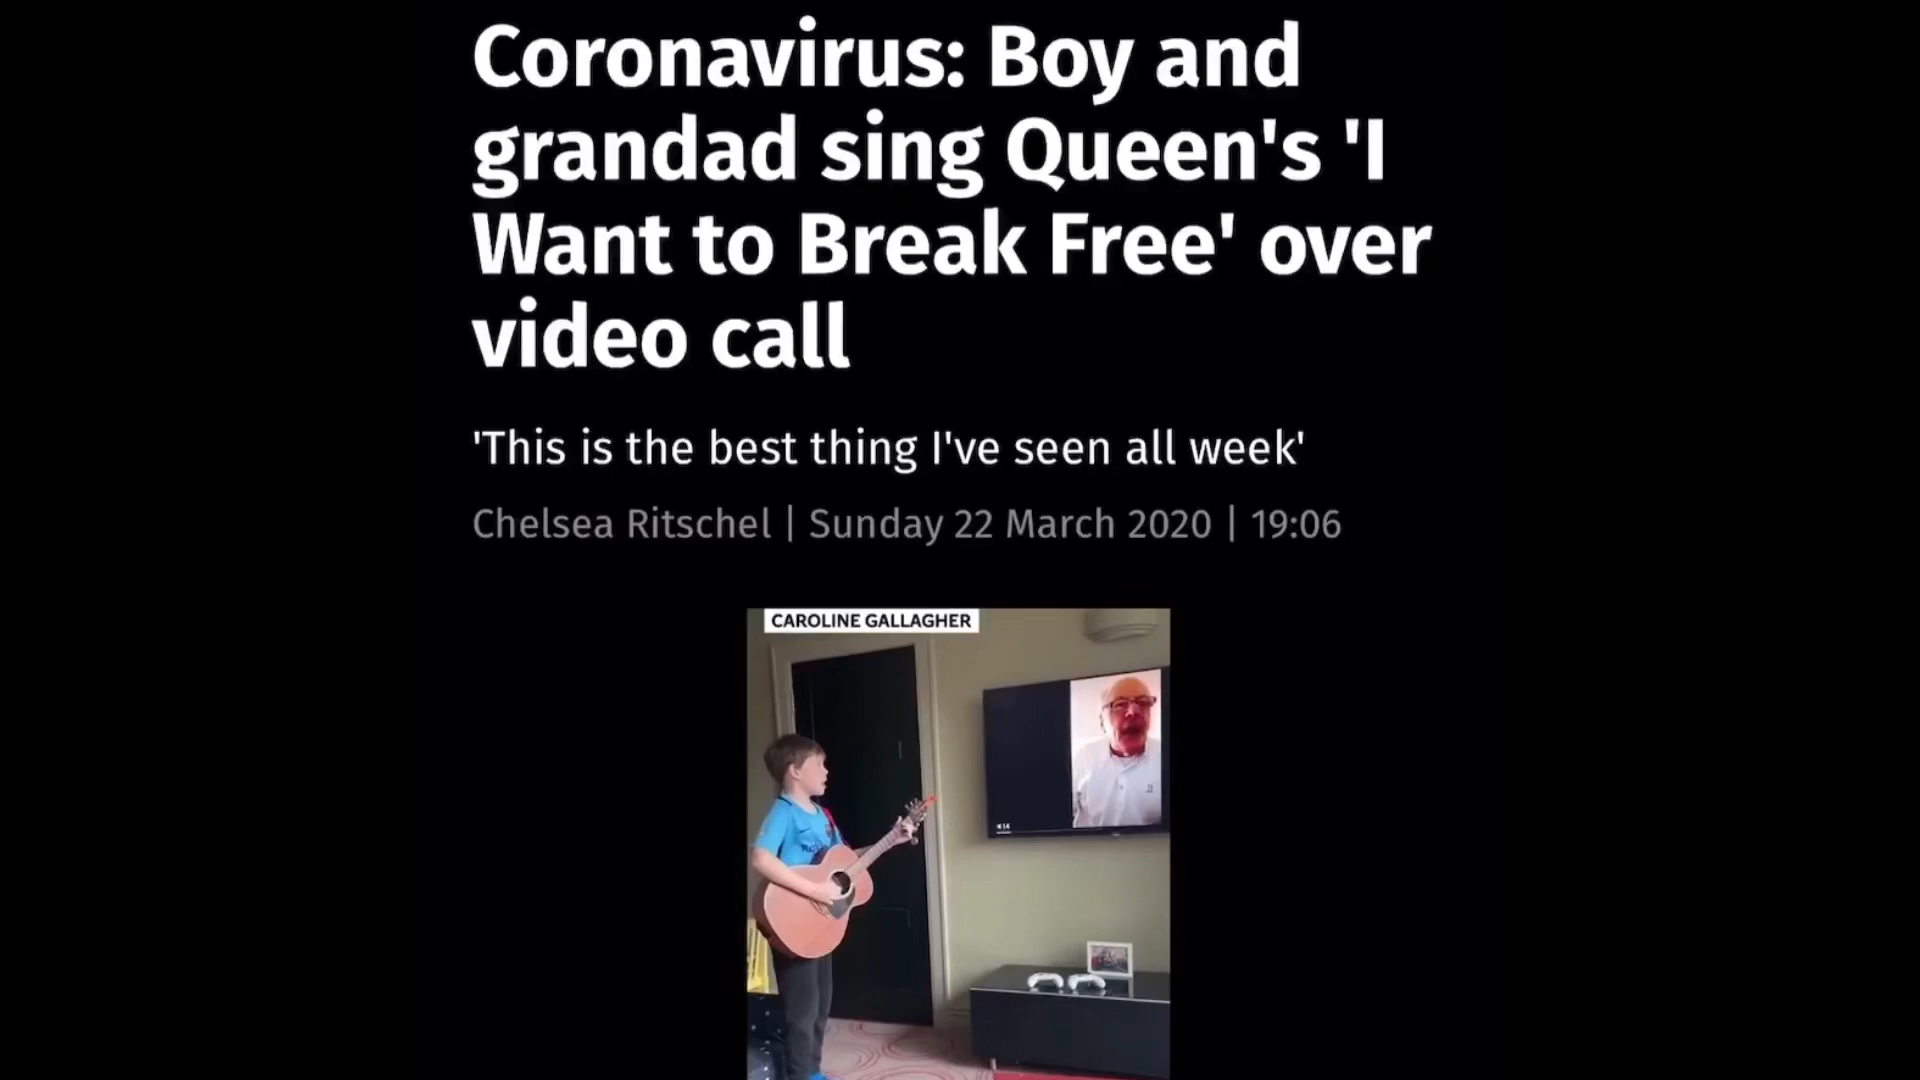 Coronavirus: Boy and
grandad sing Queen's 'I
Want to Break Free' over
video call
'This is the best thing I've seen all week'
Chelsea Ritschel | Sunday 22 March 2020 | 19:06
CAROLINE GALLAGHER